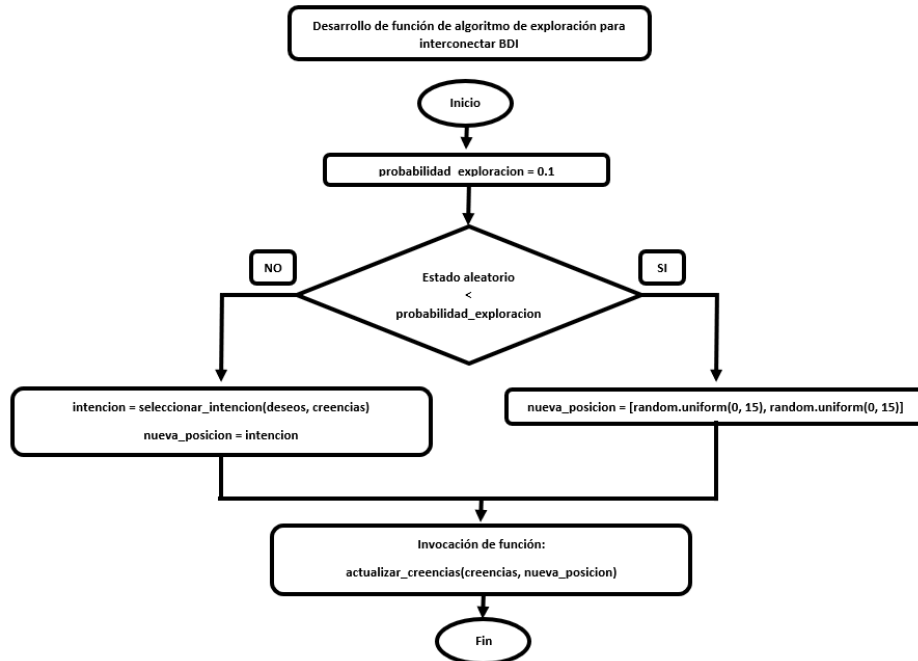 Desarrollo de función de algoritmo de exploración para
interconectar BDI
Inicio
probabilidad_exploracion = 0.1
NO
SI
Estado aleatorio
<
probabilidad_exploracion
intencion = seleccionar_intencion(deseos, creencias)
nueva_posicion = intencion
nueva_posicion = [random.uniform(0, 15), random.uniform(0, 15)]
Invocación de función:
actualizar_creencias(creencias, nueva_posicion)
Fin